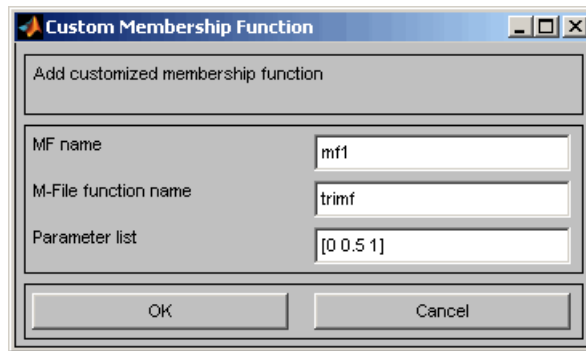 Custom Membership Function
Add customized membership function
MF name
mf1
M-File function name
trimf
Parameter list
[0 0.5 1]
OK
Cancel